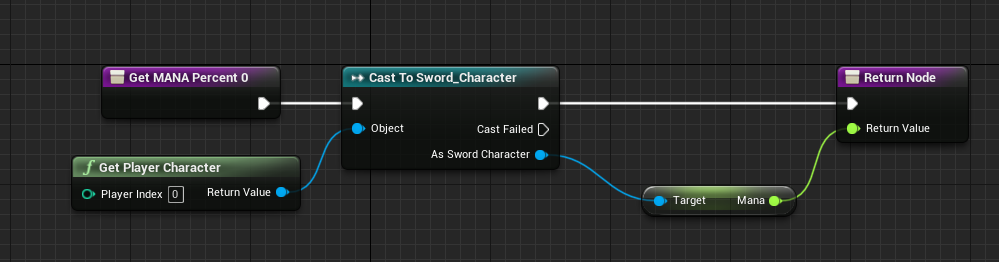 Get MANA Percent 0
Cast To Sword_Character
Return Node
Object
Cast Failed
Return Value
As Sword Character
f Get Player Character
Player Index 0
Return Value
Target
Mana